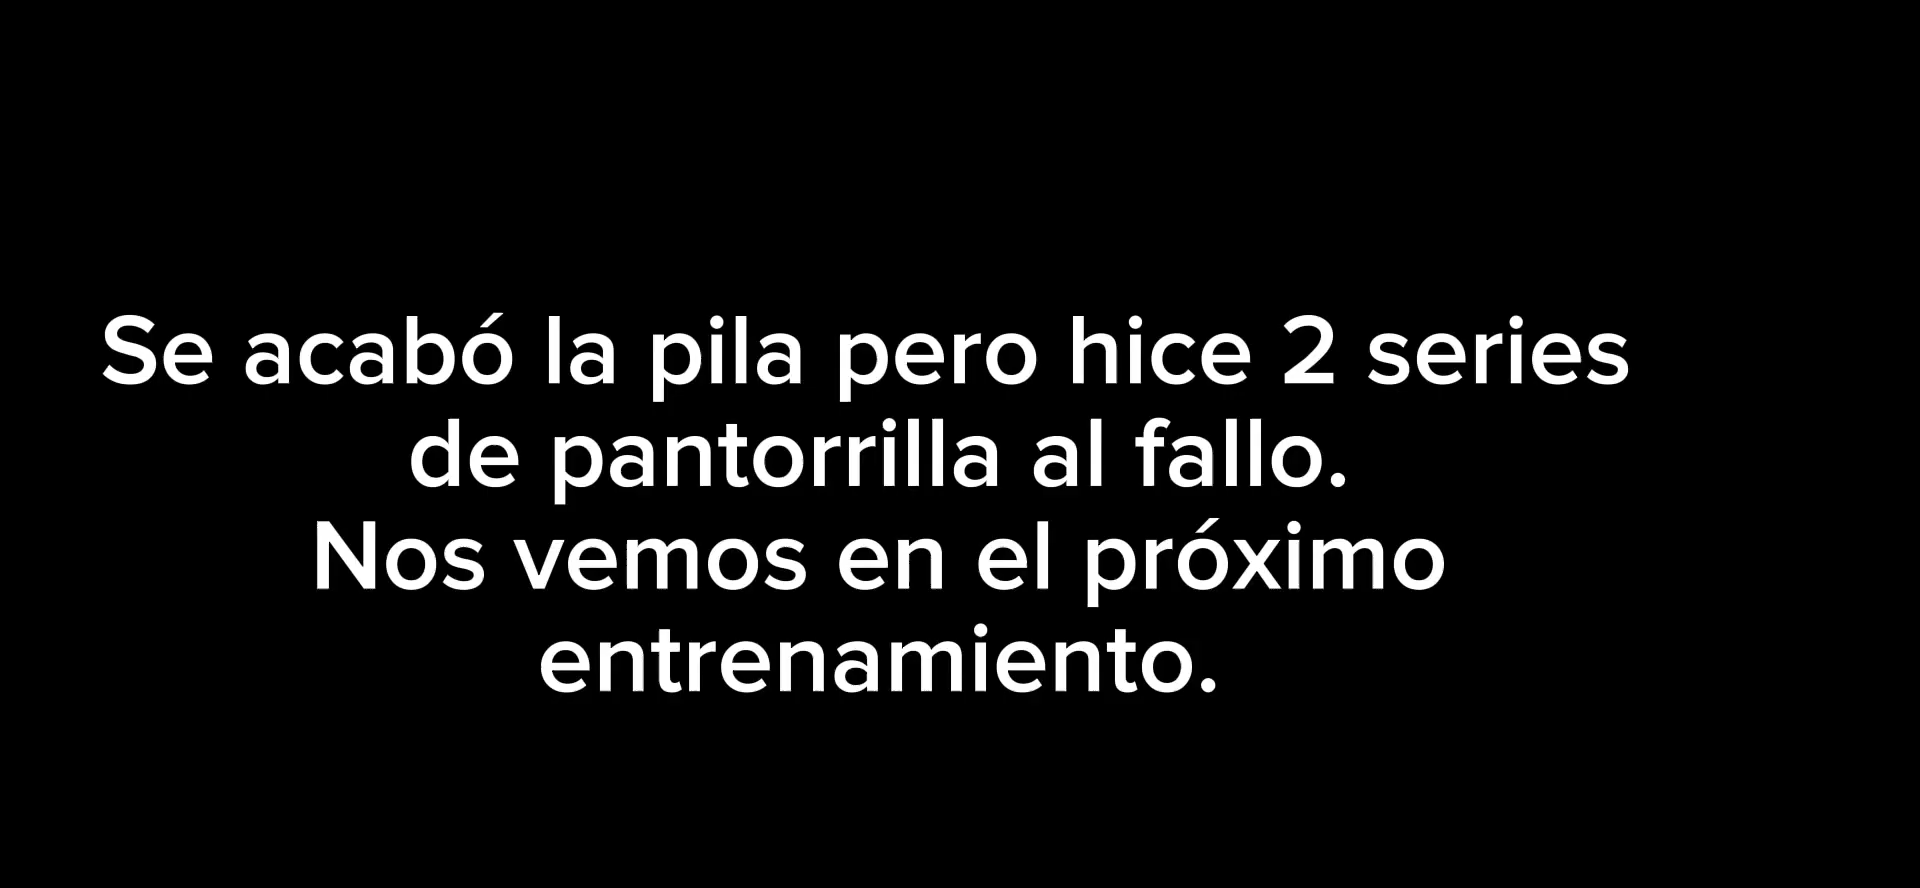 Se acabó la pila pero hice 2 series
de pantorrilla al fallo.
Nos vemos en el próximo
entrenamiento.